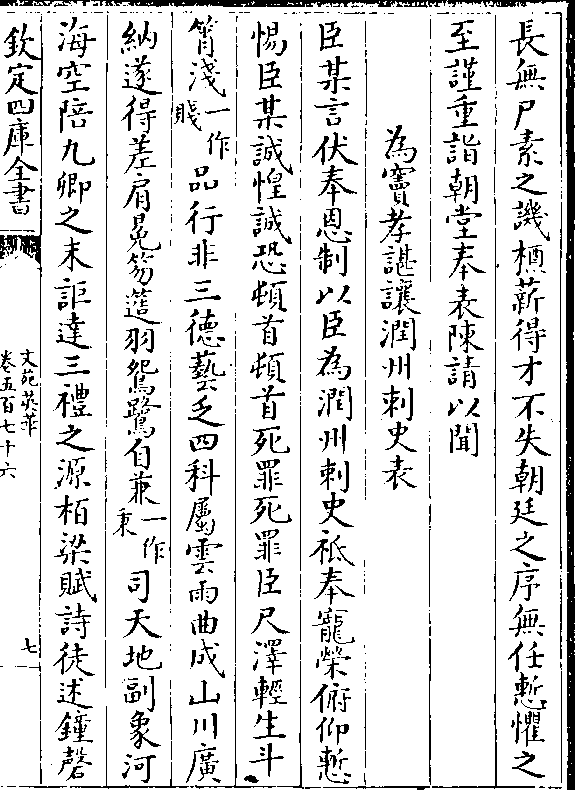 長無尸素之譏槱薪得才不失朝廷之序無任慙懼之
至謹重詣朝堂奉表陳請以聞
為竇孝諶讓潤州刺史表
臣某言伏奉恩制以臣為潤州刺史祗奉寵榮俯仰慙
惕臣某誠惶誠恐頓首頓首死罪死罪臣尺澤輕生斗
筲淺一作賤品行非三德藝乏四科屬雲雨曲成山川廣
納遂得差肩冕笏簉羽鴛鷺自兼一作秉司天地副象河
海空陪九卿之末詎達三禮之源栢梁賦詩徒述鐘磬
欽定四庫全書
文苑英華
卷五百七十六
七